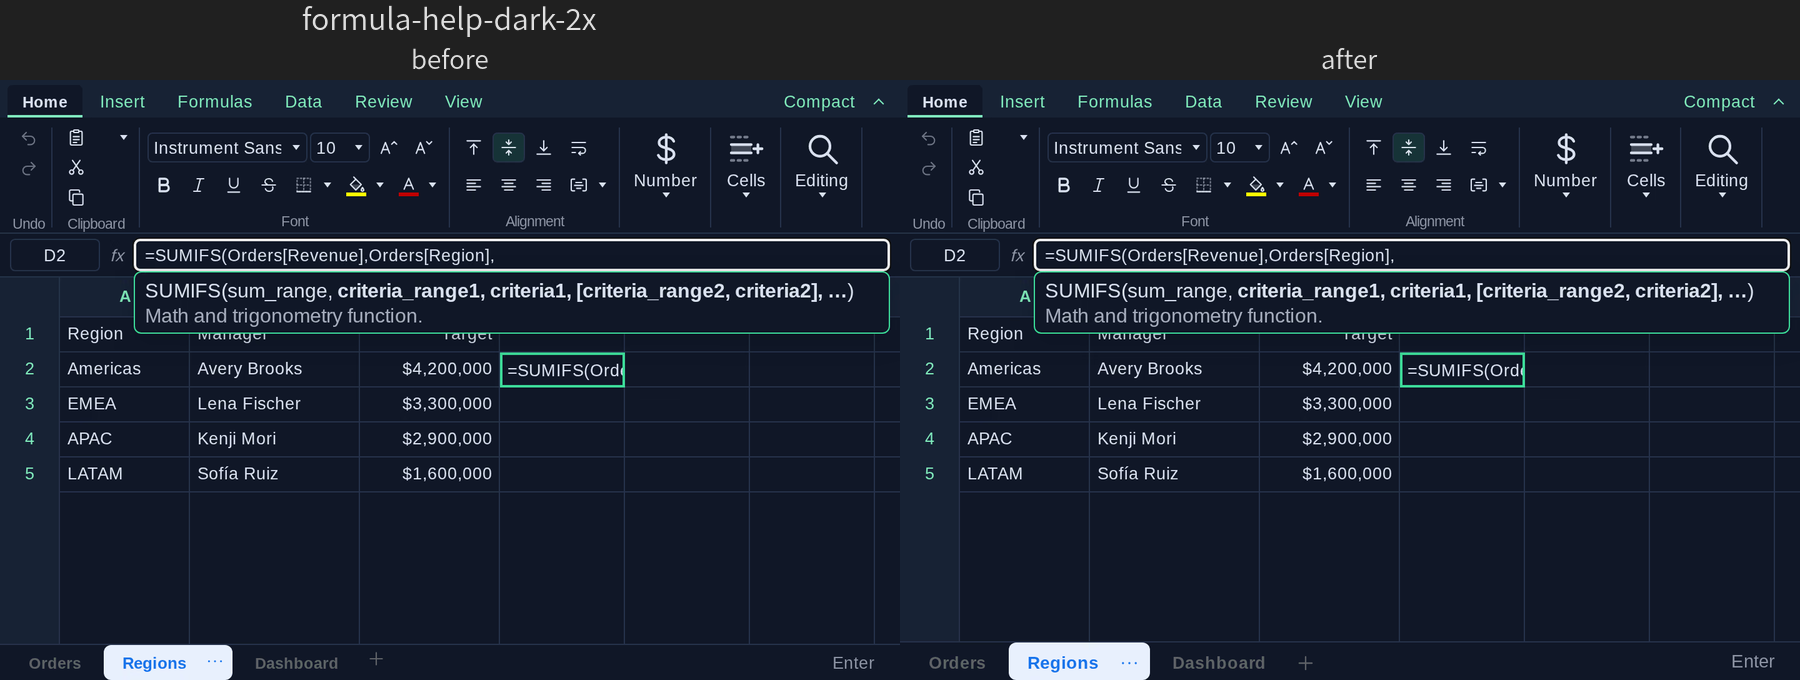 formula-help-dark-2x
before
after
Home Insert Formulas Data Review View Compact
Instrument Sans 10
B I U S A
Number Cells Editing
Undo Clipboard Font Alignment
D2 fx =SUMIFS(Orders[Revenue],Orders[Region],
SUMIFS(sum_range, criteria_range1, criteria1, [criteria_range2, criteria2], …)
Math and trigonometry function.
A
1 Region Manager Target
2 Americas Avery Brooks $4,200,000 =SUMIFS(Orde
3 EMEA Lena Fischer $3,300,000
4 APAC Kenji Mori $2,900,000
5 LATAM Sofía Ruiz $1,600,000
Orders Regions ... Dashboard + Enter
Home Insert Formulas Data Review View Compact
Instrument Sans 10
B I U S A
Number Cells Editing
Undo Clipboard Font Alignment
D2 fx =SUMIFS(Orders[Revenue],Orders[Region],
SUMIFS(sum_range, criteria_range1, criteria1, [criteria_range2, criteria2], …)
Math and trigonometry function.
A
1 Region Manager Target
2 Americas Avery Brooks $4,200,000 =SUMIFS(Orde
3 EMEA Lena Fischer $3,300,000
4 APAC Kenji Mori $2,900,000
5 LATAM Sofía Ruiz $1,600,000
Orders Regions ... Dashboard + Enter